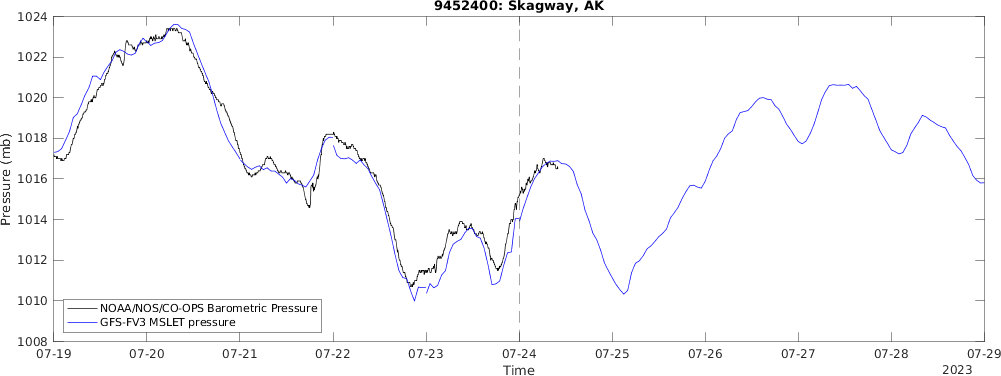 9452400: Skagway, AK
1024
1022
1020
1018
1016
1014
1012
1010
1008
Pressure (mb)
NOAA/NOS/CO-OPS Barometric Pressure
GFS-FV3 MSLET pressure
07-19 07-20 07-21 07-22 07-23 07-24 07-25 07-26 07-27 07-28 07-29
Time
2023